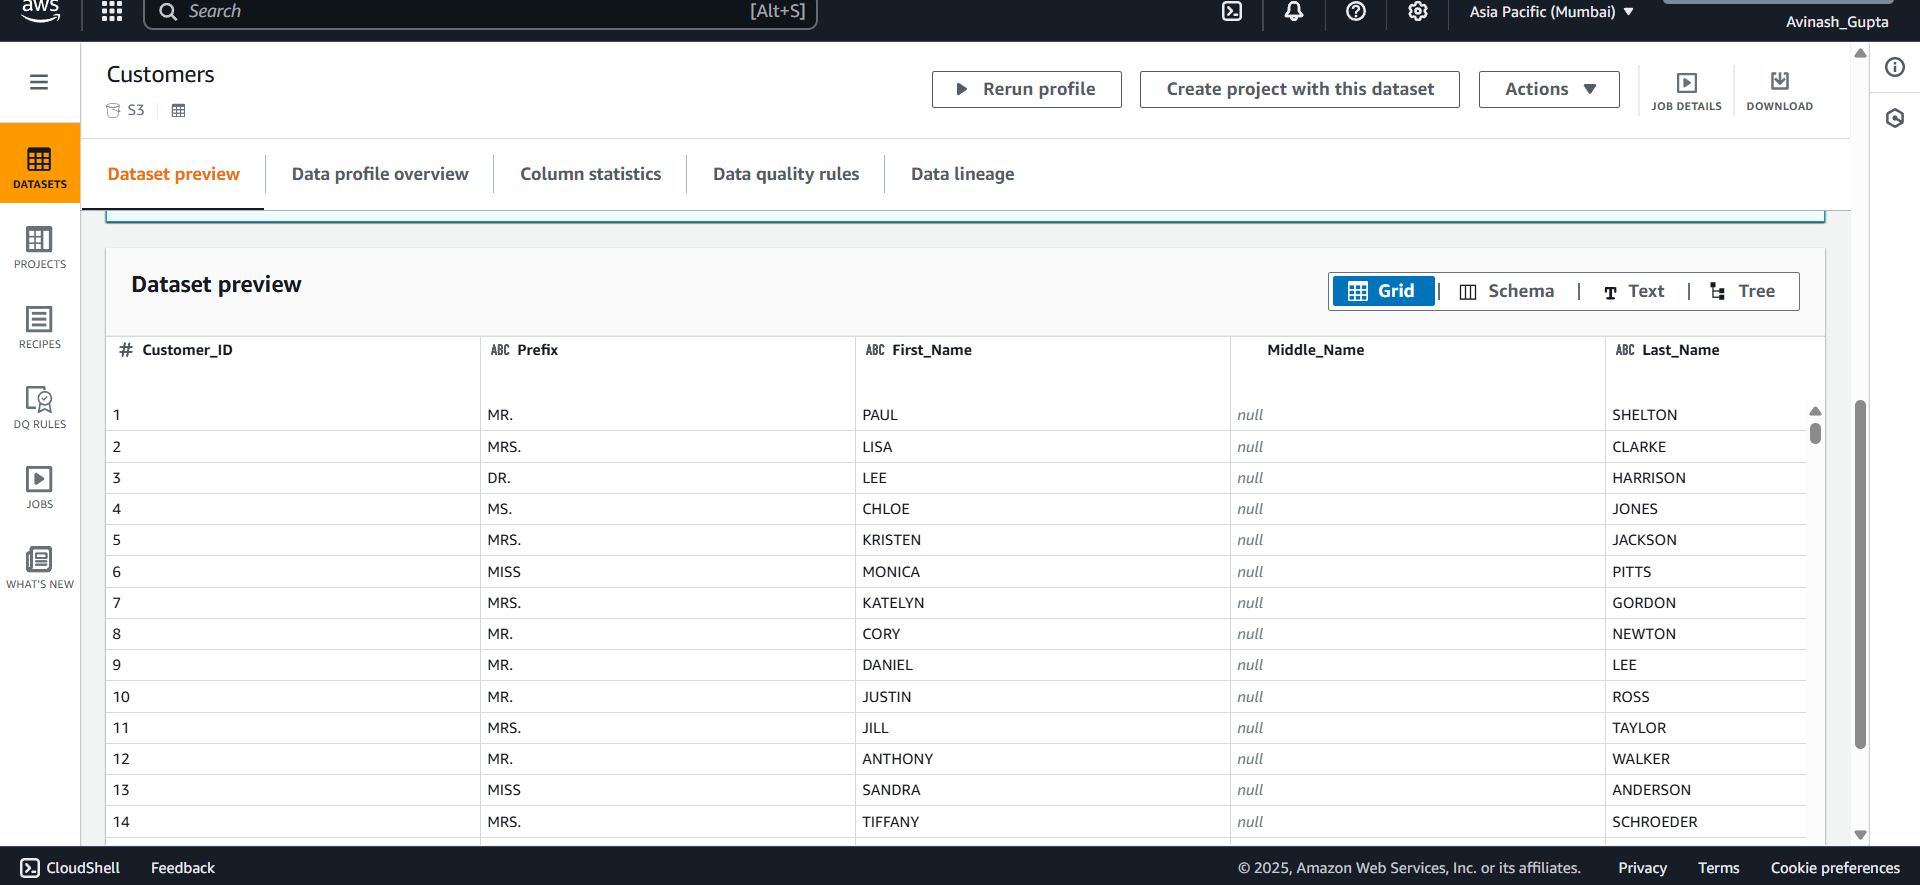 aws
Search [Alt+S]
Asia Pacific (Mumbai)
Avinash_Gupta
Customers
S3
Rerun profile
Create project with this dataset
Actions
JOB DETAILS
DOWNLOAD
Dataset preview
Data profile overview
Column statistics
Data quality rules
Data lineage
DATASETS
PROJECTS
RECIPES
DQ RULES
JOBS
WHAT'S NEW
Dataset preview
Grid | Schema | Text | Tree
# Customer_ID ABC Prefix ABC First_Name Middle_Name ABC Last_Name
1 MR. PAUL null SHELTON
2 MRS. LISA null CLARKE
3 DR. LEE null HARRISON
4 MS. CHLOE null JONES
5 MRS. KRISTEN null JACKSON
6 MISS MONICA null PITTS
7 MRS. KATELYN null GORDON
8 MR. CORY null NEWTON
9 MR. DANIEL null LEE
10 MR. JUSTIN null ROSS
11 MRS. JILL null TAYLOR
12 MR. ANTHONY null WALKER
13 MISS SANDRA null ANDERSON
14 MRS. TIFFANY null SCHROEDER
CloudShell Feedback © 2025, Amazon Web Services, Inc. or its affiliates. Privacy Terms Cookie preferences